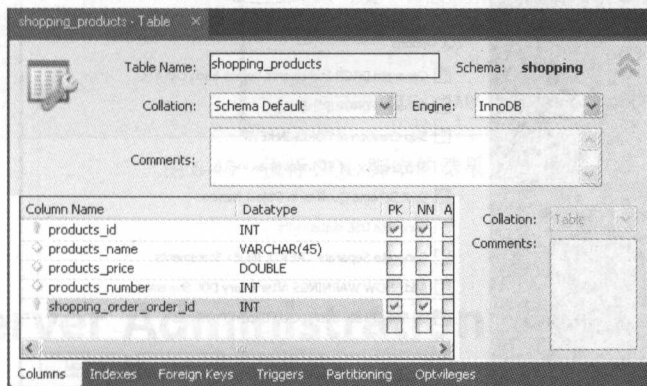 shopping_products - Table ×
Table Name: shopping_products Schema: shopping
Collation: Schema Default Engine: InnoDB
Comments:
Column Name Datatype PK NN A
products_id INT
products_name VARCHAR(45)
products_price DOUBLE
products_number INT
shopping_order_order_id INT
Collation: Table
Comments:
Columns Indexes Foreign Keys Triggers Partitioning Optvileges